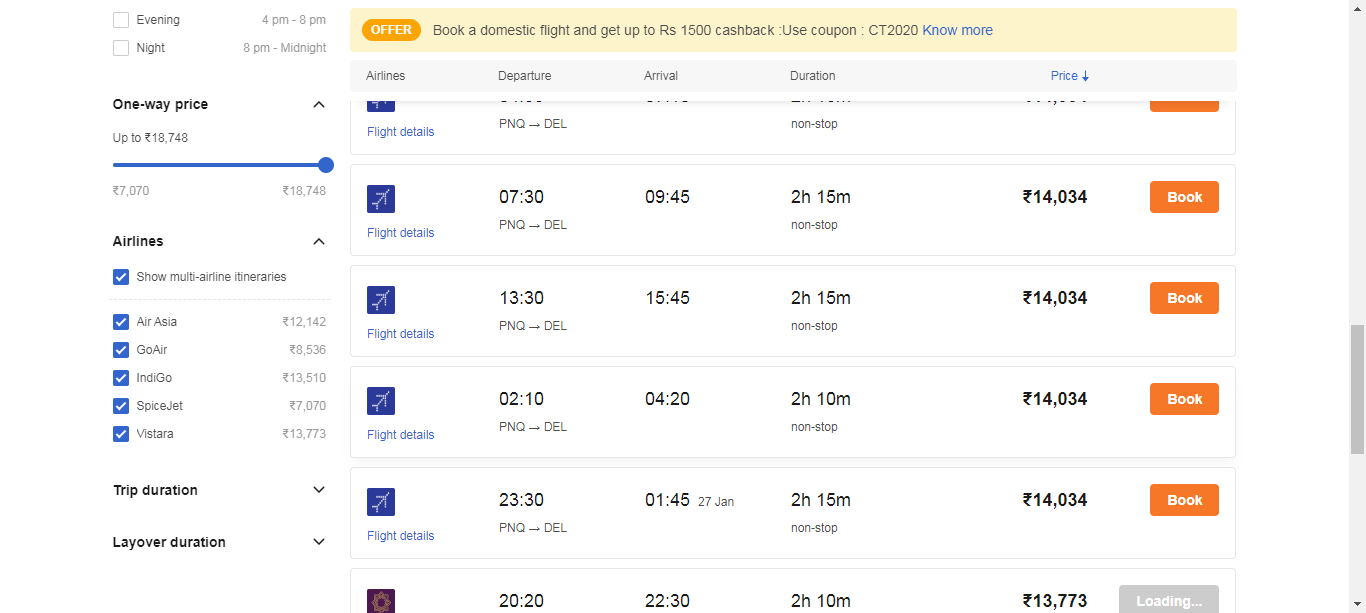 Evening 4 pm - 8 pm
Night 8 pm - Midnight
One-way price
Up to ₹18,748
₹7,070 ₹18,748
Airlines
Show multi-airline itineraries
Air Asia ₹12,142
GoAir ₹8,536
IndiGo ₹13,510
SpiceJet ₹7,070
Vistara ₹13,773
Trip duration
Layover duration
OFFER Book a domestic flight and get up to Rs 1500 cashback :Use coupon : CT2020 Know more
Airlines Departure Arrival Duration Price ↓
PNQ → DEL non-stop
Flight details
07:30 09:45 2h 15m ₹14,034 Book
PNQ → DEL non-stop
Flight details
13:30 15:45 2h 15m ₹14,034 Book
PNQ → DEL non-stop
Flight details
02:10 04:20 2h 10m ₹14,034 Book
PNQ → DEL non-stop
Flight details
23:30 01:45 27 Jan 2h 15m ₹14,034 Book
PNQ → DEL non-stop
Flight details
20:20 22:30 2h 10m ₹13,773 Loading...